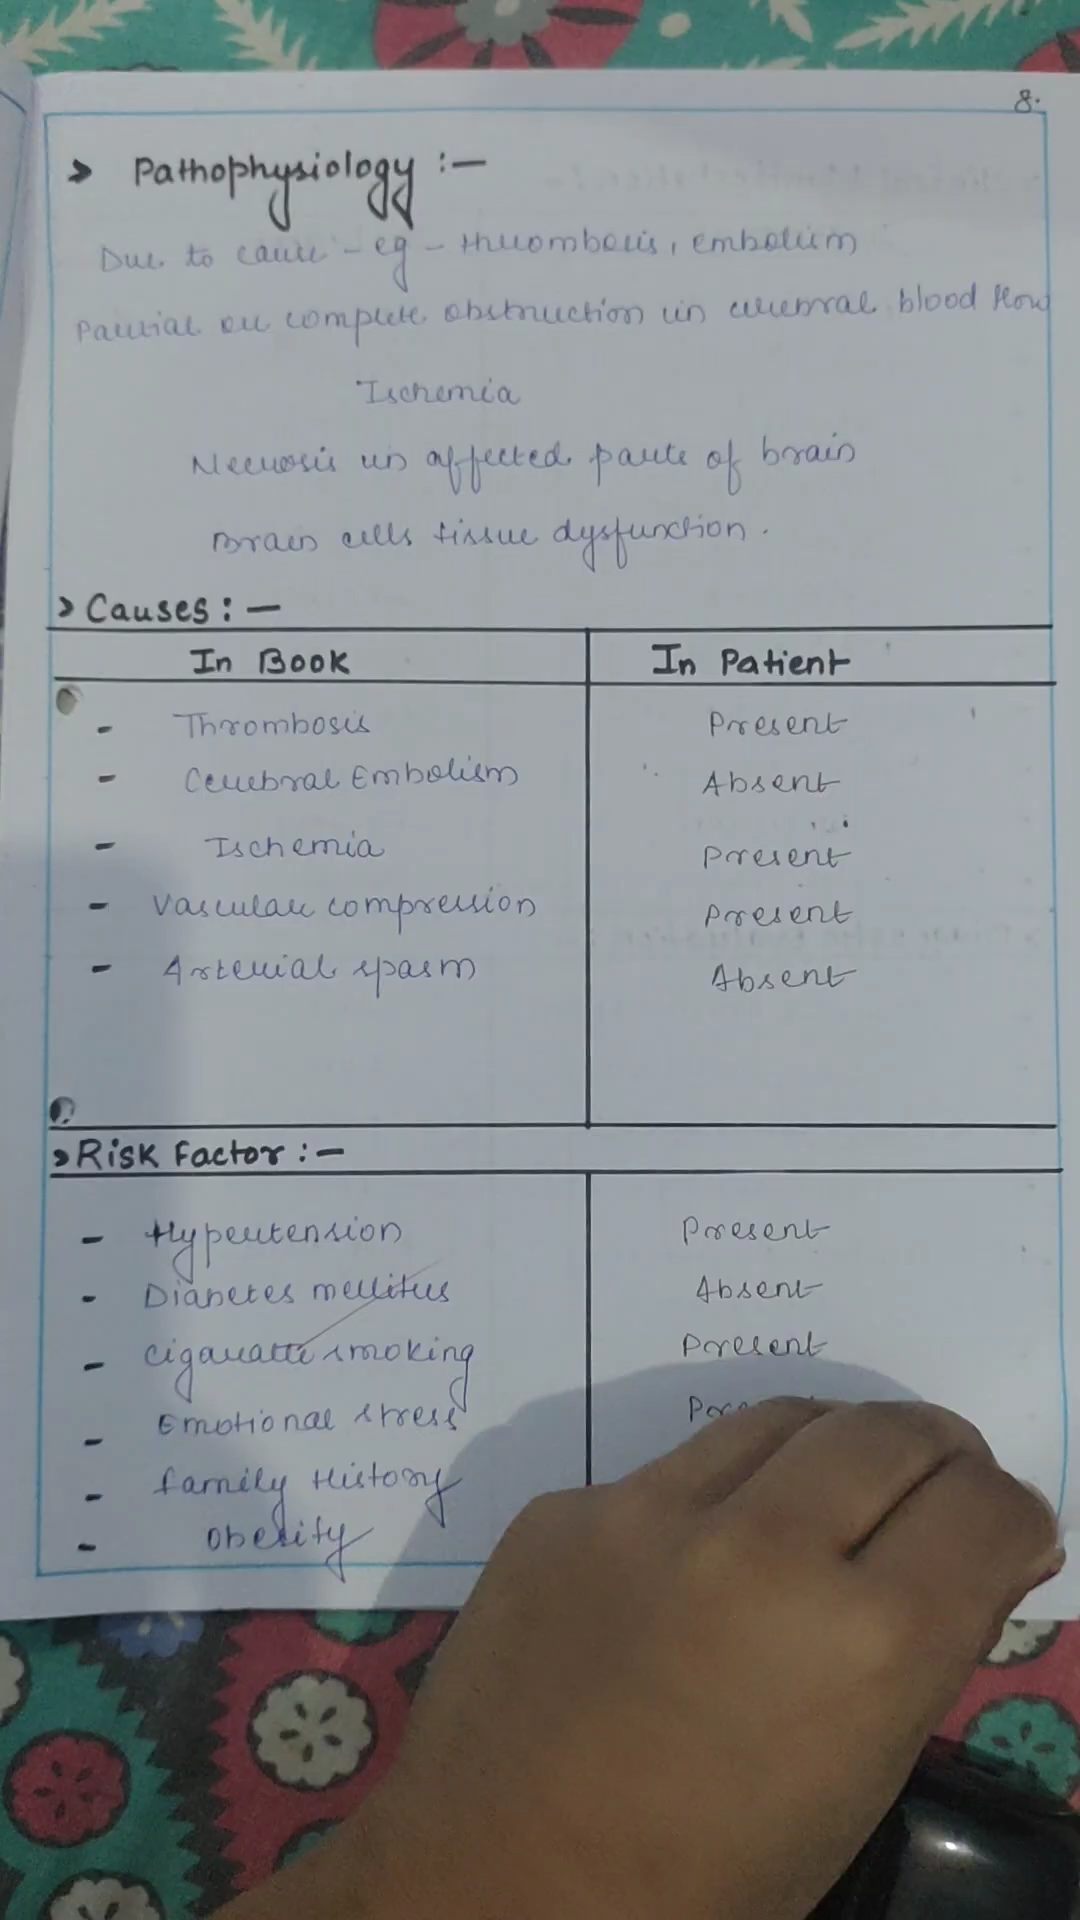 8.
> Pathophysiology :-
Due to cause - eg - thrombosis, embolism
Partial or complete obstruction in cerebral blood flow
Ischemia
Necrosis in affected parts of brain
Brain cells tissue dysfunction.
> Causes : -
In Book In Patient
- Thrombosis Present
- Cerebral Embolism Absent
- Ischemia Present
- Vascular compression Present
- Arterial spasm Absent
> Risk Factor :-
- Hypertension Present
- Diabetes mellitus Absent
- Cigaratte smoking Present
- Emotional stress
- family History
- Obesity